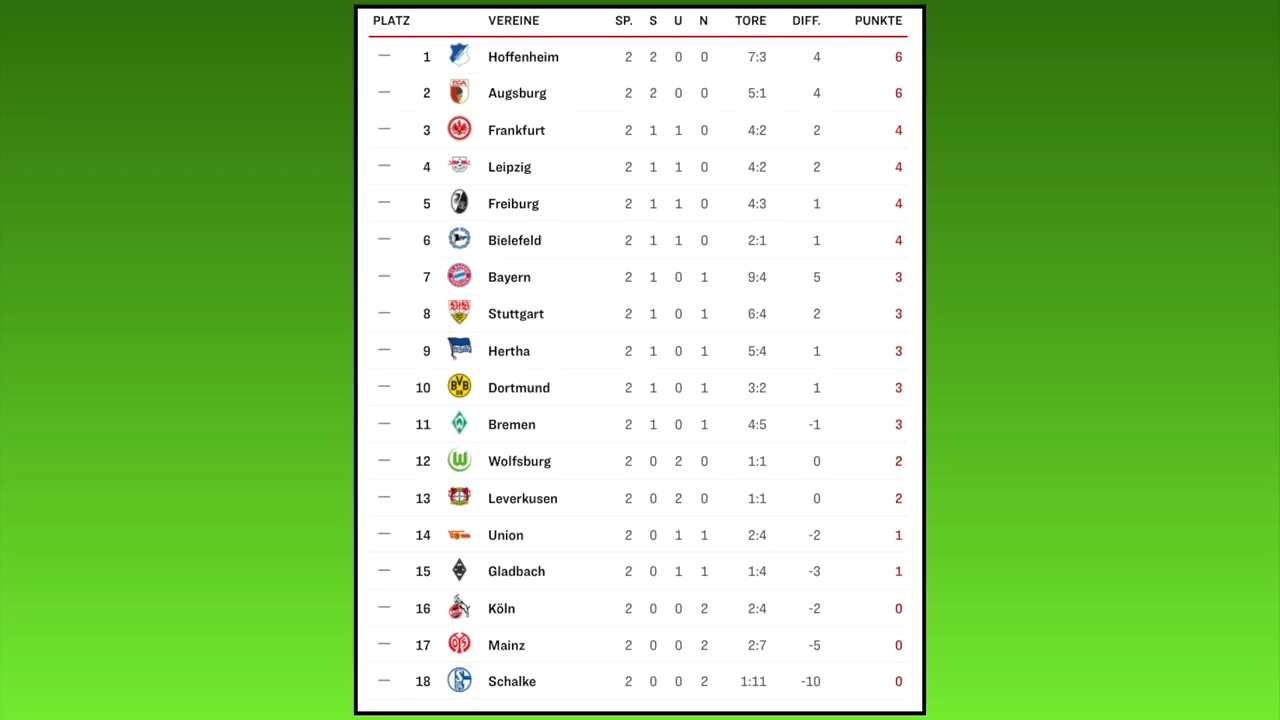 PLATZ VEREINE SP. S U N TORE DIFF. PUNKTE
— 1 Hoffenheim 2 2 0 0 7:3 4 6
— 2 Augsburg 2 2 0 0 5:1 4 6
— 3 Frankfurt 2 1 1 0 4:2 2 4
— 4 Leipzig 2 1 1 0 4:2 2 4
— 5 Freiburg 2 1 1 0 4:3 1 4
— 6 Bielefeld 2 1 1 0 2:1 1 4
— 7 Bayern 2 1 0 1 9:4 5 3
— 8 Stuttgart 2 1 0 1 6:4 2 3
— 9 Hertha 2 1 0 1 5:4 1 3
— 10 Dortmund 2 1 0 1 3:2 1 3
— 11 Bremen 2 1 0 1 4:5 -1 3
— 12 Wolfsburg 2 0 2 0 1:1 0 2
— 13 Leverkusen 2 0 2 0 1:1 0 2
— 14 Union 2 0 1 1 2:4 -2 1
— 15 Gladbach 2 0 1 1 1:4 -3 1
— 16 Köln 2 0 0 2 2:4 -2 0
— 17 Mainz 2 0 0 2 2:7 -5 0
— 18 Schalke 2 0 0 2 1:11 -10 0